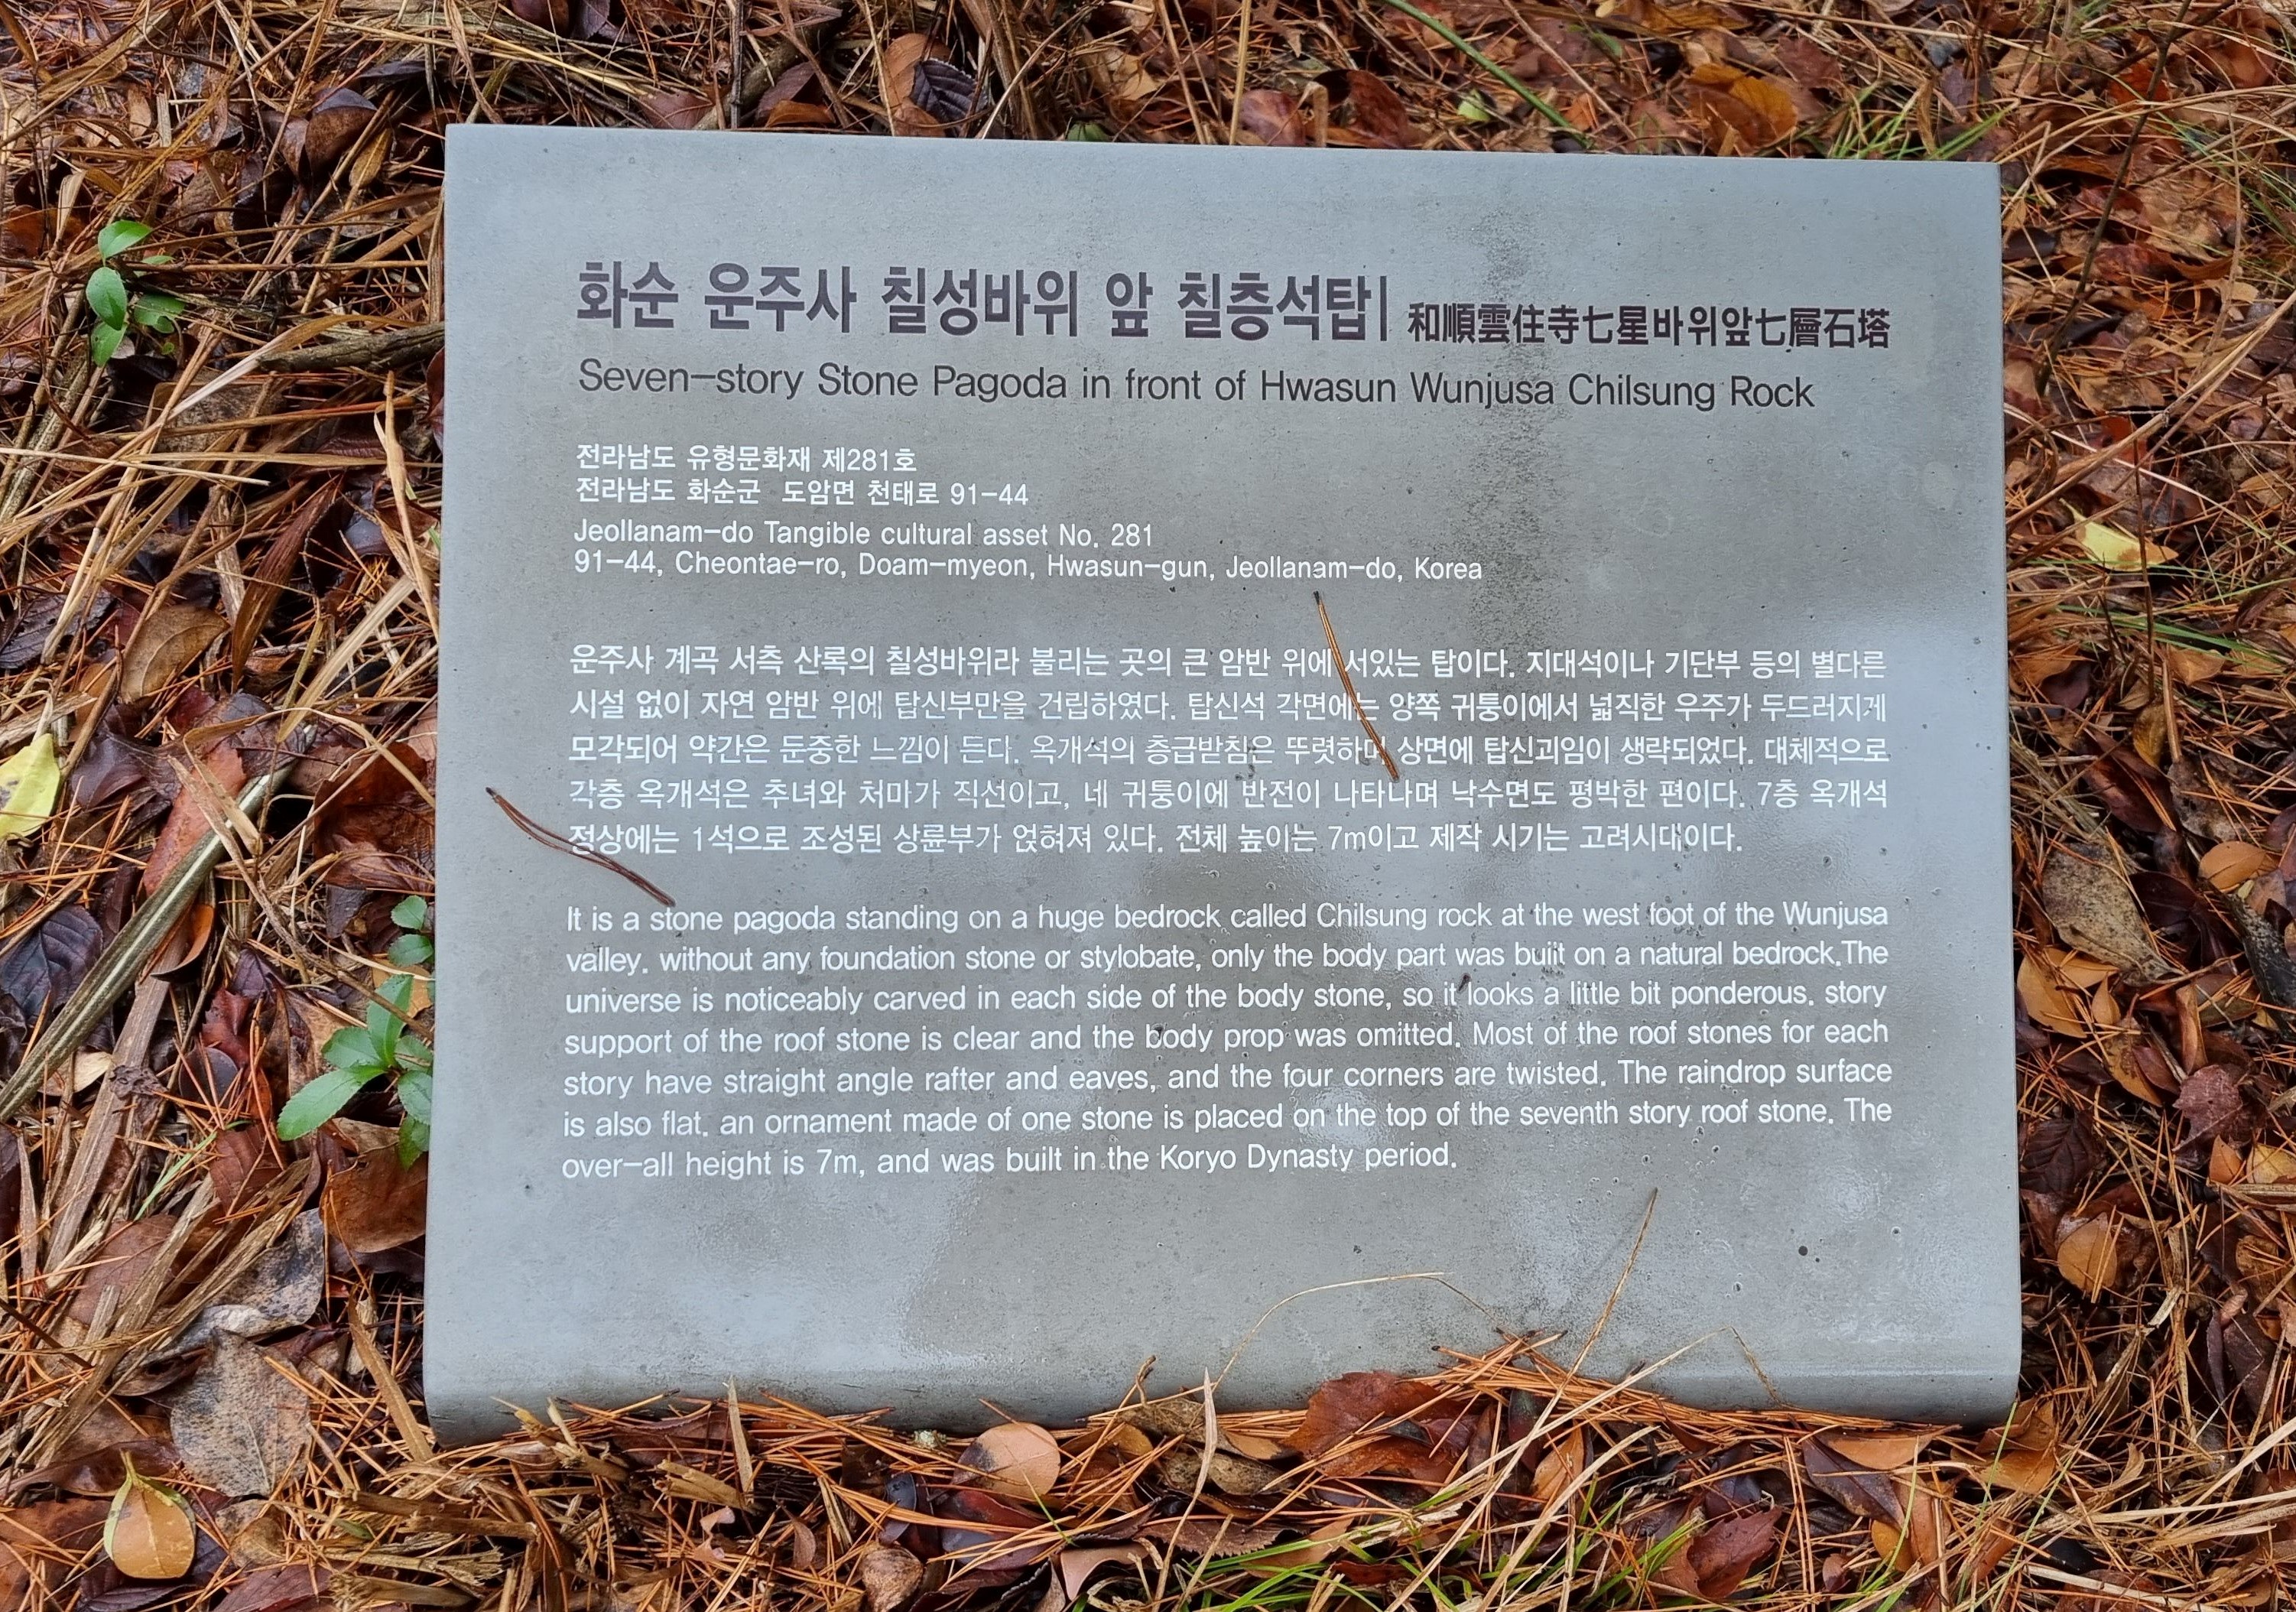 화순 운주사 칠성바위 앞 칠층석탑| 和順雲住寺七星바위앞七層石塔
Seven-story Stone Pagoda in front of Hwasun Wunjusa Chilsung Rock
전라남도 유형문화재 제281호
전라남도 화순군 도암면 천태로 91-44
Jeollanam-do Tangible cultural asset No. 281
91-44, Cheontae-ro, Doam-myeon, Hwasun-gun, Jeollanam-do, Korea
운주사 계곡 서측 산록의 칠성바위라 불리는 곳의 큰 암반 위에 서있는 탑이다. 지대석이나 기단부 등의 별다른
시설 없이 자연 암반 위에 탑신부만을 건립하였다. 탑신석 각면에는 양쪽 귀퉁이에서 넓직한 우주가 두드러지게
모각되어 약간은 둔중한 느낌이 든다. 옥개석의 층급받침은 뚜렷하며 상면에 탑신괴임이 생략되었다. 대체적으로
각층 옥개석은 추녀와 처마가 직선이고, 네 귀퉁이에 반전이 나타나며 낙수면도 평박한 편이다. 7층 옥개석
정상에는 1석으로 조성된 상륜부가 얹혀져 있다. 전체 높이는 7m이고 제작 시기는 고려시대이다.
It is a stone pagoda standing on a huge bedrock called Chilsung rock at the west foot of the Wunjusa
valley. without any foundation stone or stylobate, only the body part was built on a natural bedrock.The
universe is noticeably carved in each side of the body stone, so it looks a little bit ponderous. story
support of the roof stone is clear and the body prop was omitted. Most of the roof stones for each
story have straight angle rafter and eaves, and the four corners are twisted. The raindrop surface
is also flat. an ornament made of one stone is placed on the top of the seventh story roof stone. The
over-all height is 7m, and was built in the Koryo Dynasty period.